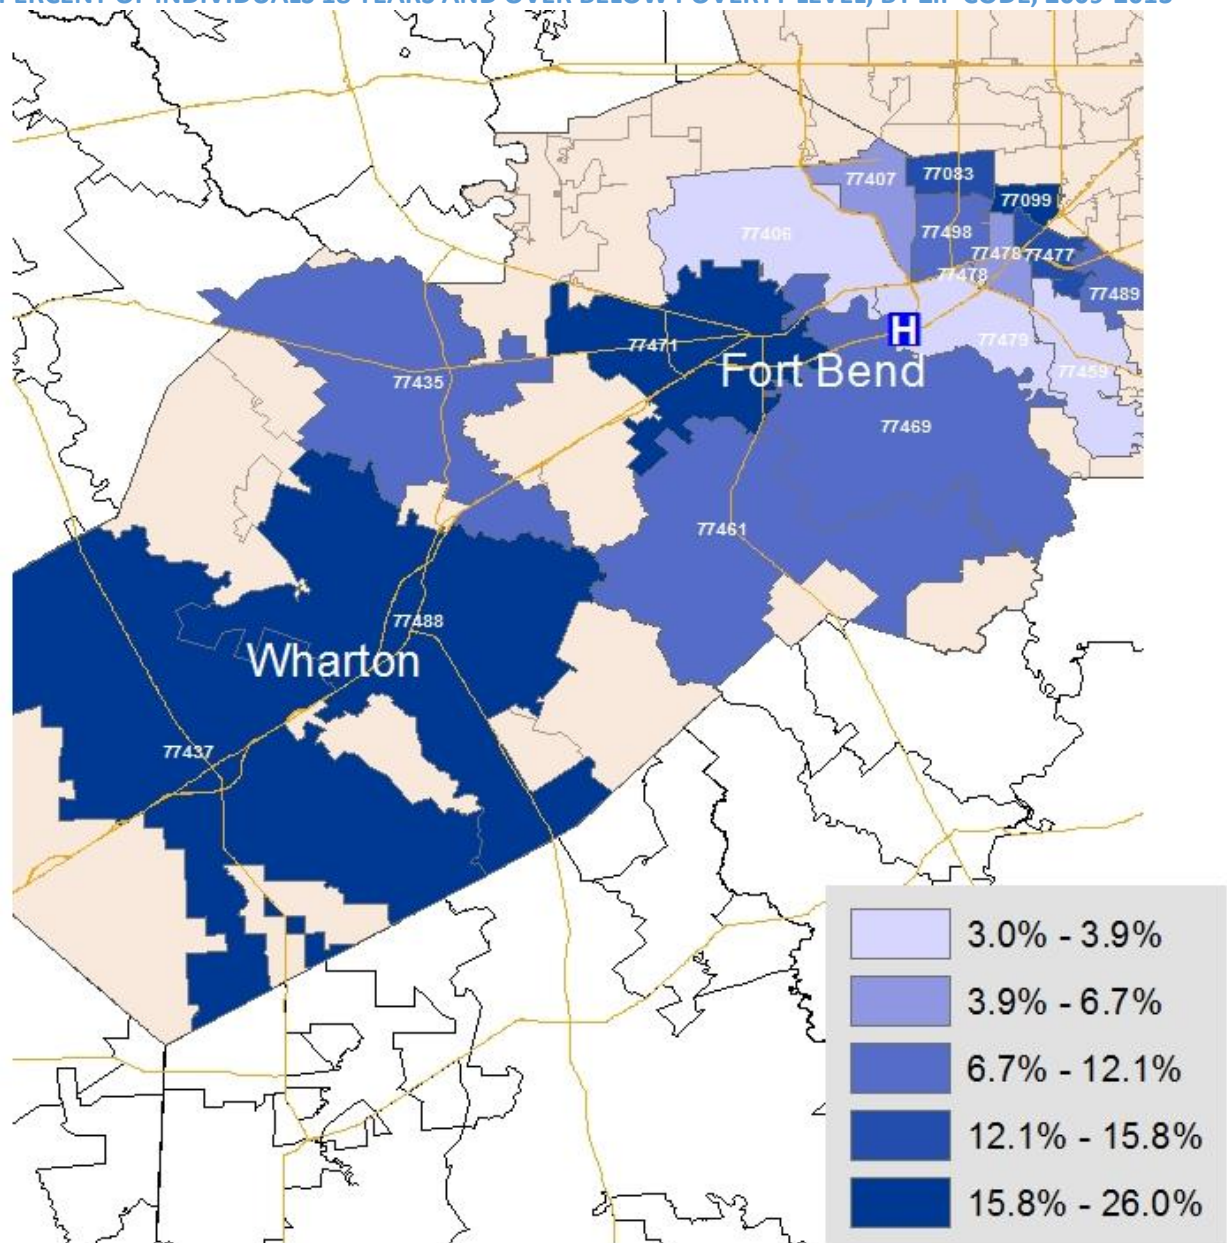 PERCENT OF INDIVIDUALS 18 YEARS AND OVER BELOW POVERTY LEVEL, BY ZIP CODE, 2009-2013
77407
77083
77099
77406
77498
77478
77477
77478
77489
H
77479
77471
Fort Bend
77459
77435
77469
77461
77488
Wharton
77437
3.0% - 3.9%
3.9% - 6.7%
6.7% - 12.1%
12.1% - 15.8%
15.8% - 26.0%